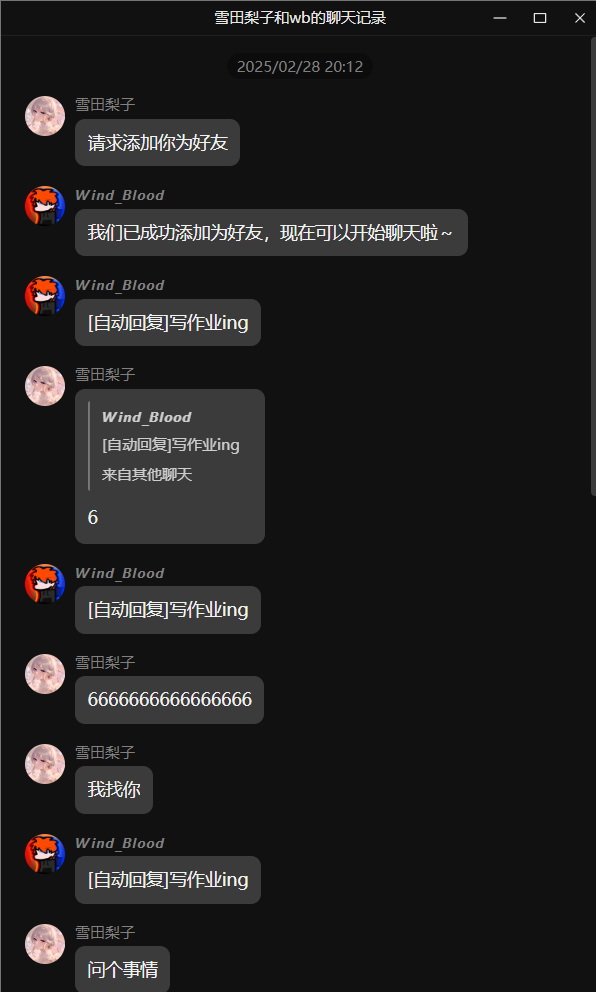 雪田梨子和wb的聊天记录
2025/02/28 20:12
雪田梨子
请求添加你为好友
Wind_Blood
我们已成功添加为好友，现在可以开始聊天啦～
Wind_Blood
[自动回复]写作业ing
雪田梨子
Wind_Blood
[自动回复]写作业ing
来自其他聊天
6
Wind_Blood
[自动回复]写作业ing
雪田梨子
6666666666666666
雪田梨子
我找你
Wind_Blood
[自动回复]写作业ing
雪田梨子
问个事情